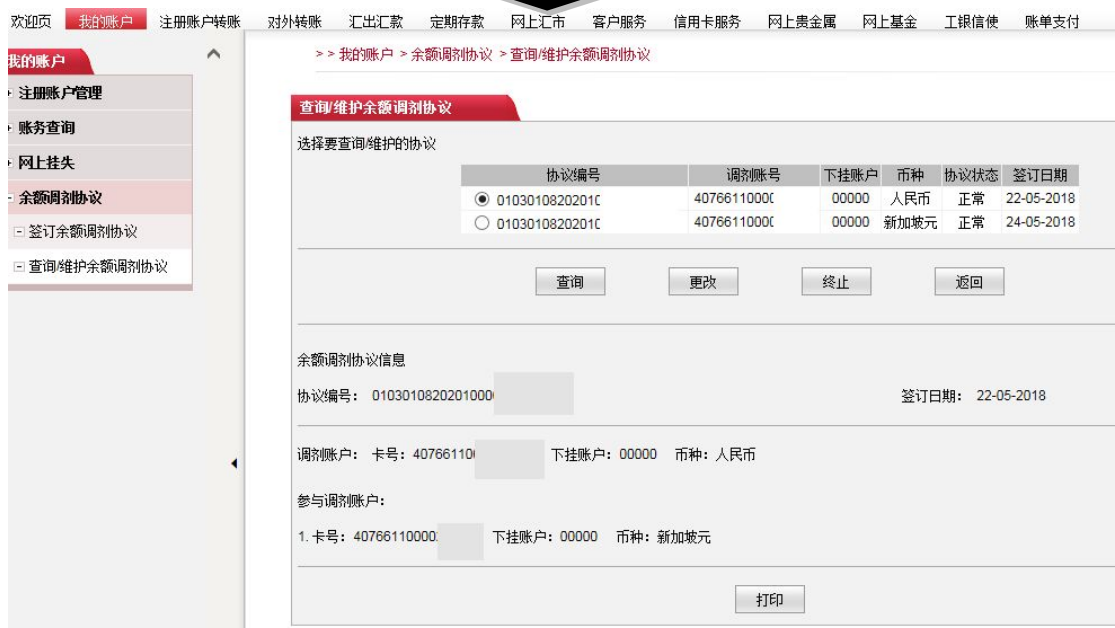 欢迎页 我的账户 注册账户转账 对外转账 汇出汇款 定期存款 网上汇市 客户服务 信用卡服务 网上贵金属 网上基金 工银信使 账单支付
我的账户
注册账户管理
账务查询
网上挂失
余额调剂协议
签订余额调剂协议
查询/维护余额调剂协议
>> 我的账户 > 余额调剂协议 > 查询/维护余额调剂协议
查询/维护余额调剂协议
选择要查询/维护的协议
协议编号 调剂账号 下挂账户 币种 协议状态 签订日期
01030108202010 40766110000 00000 人民币 正常 22-05-2018
01030108202010 40766110000 00000 新加坡元 正常 24-05-2018
查询 更改 终止 返回
余额调剂协议信息
协议编号: 0103010820201000 签订日期: 22-05-2018
调剂账户: 卡号: 40766110 下挂账户: 00000 币种: 人民币
参与调剂账户:
1. 卡号: 40766110000 下挂账户: 00000 币种: 新加坡元
打印